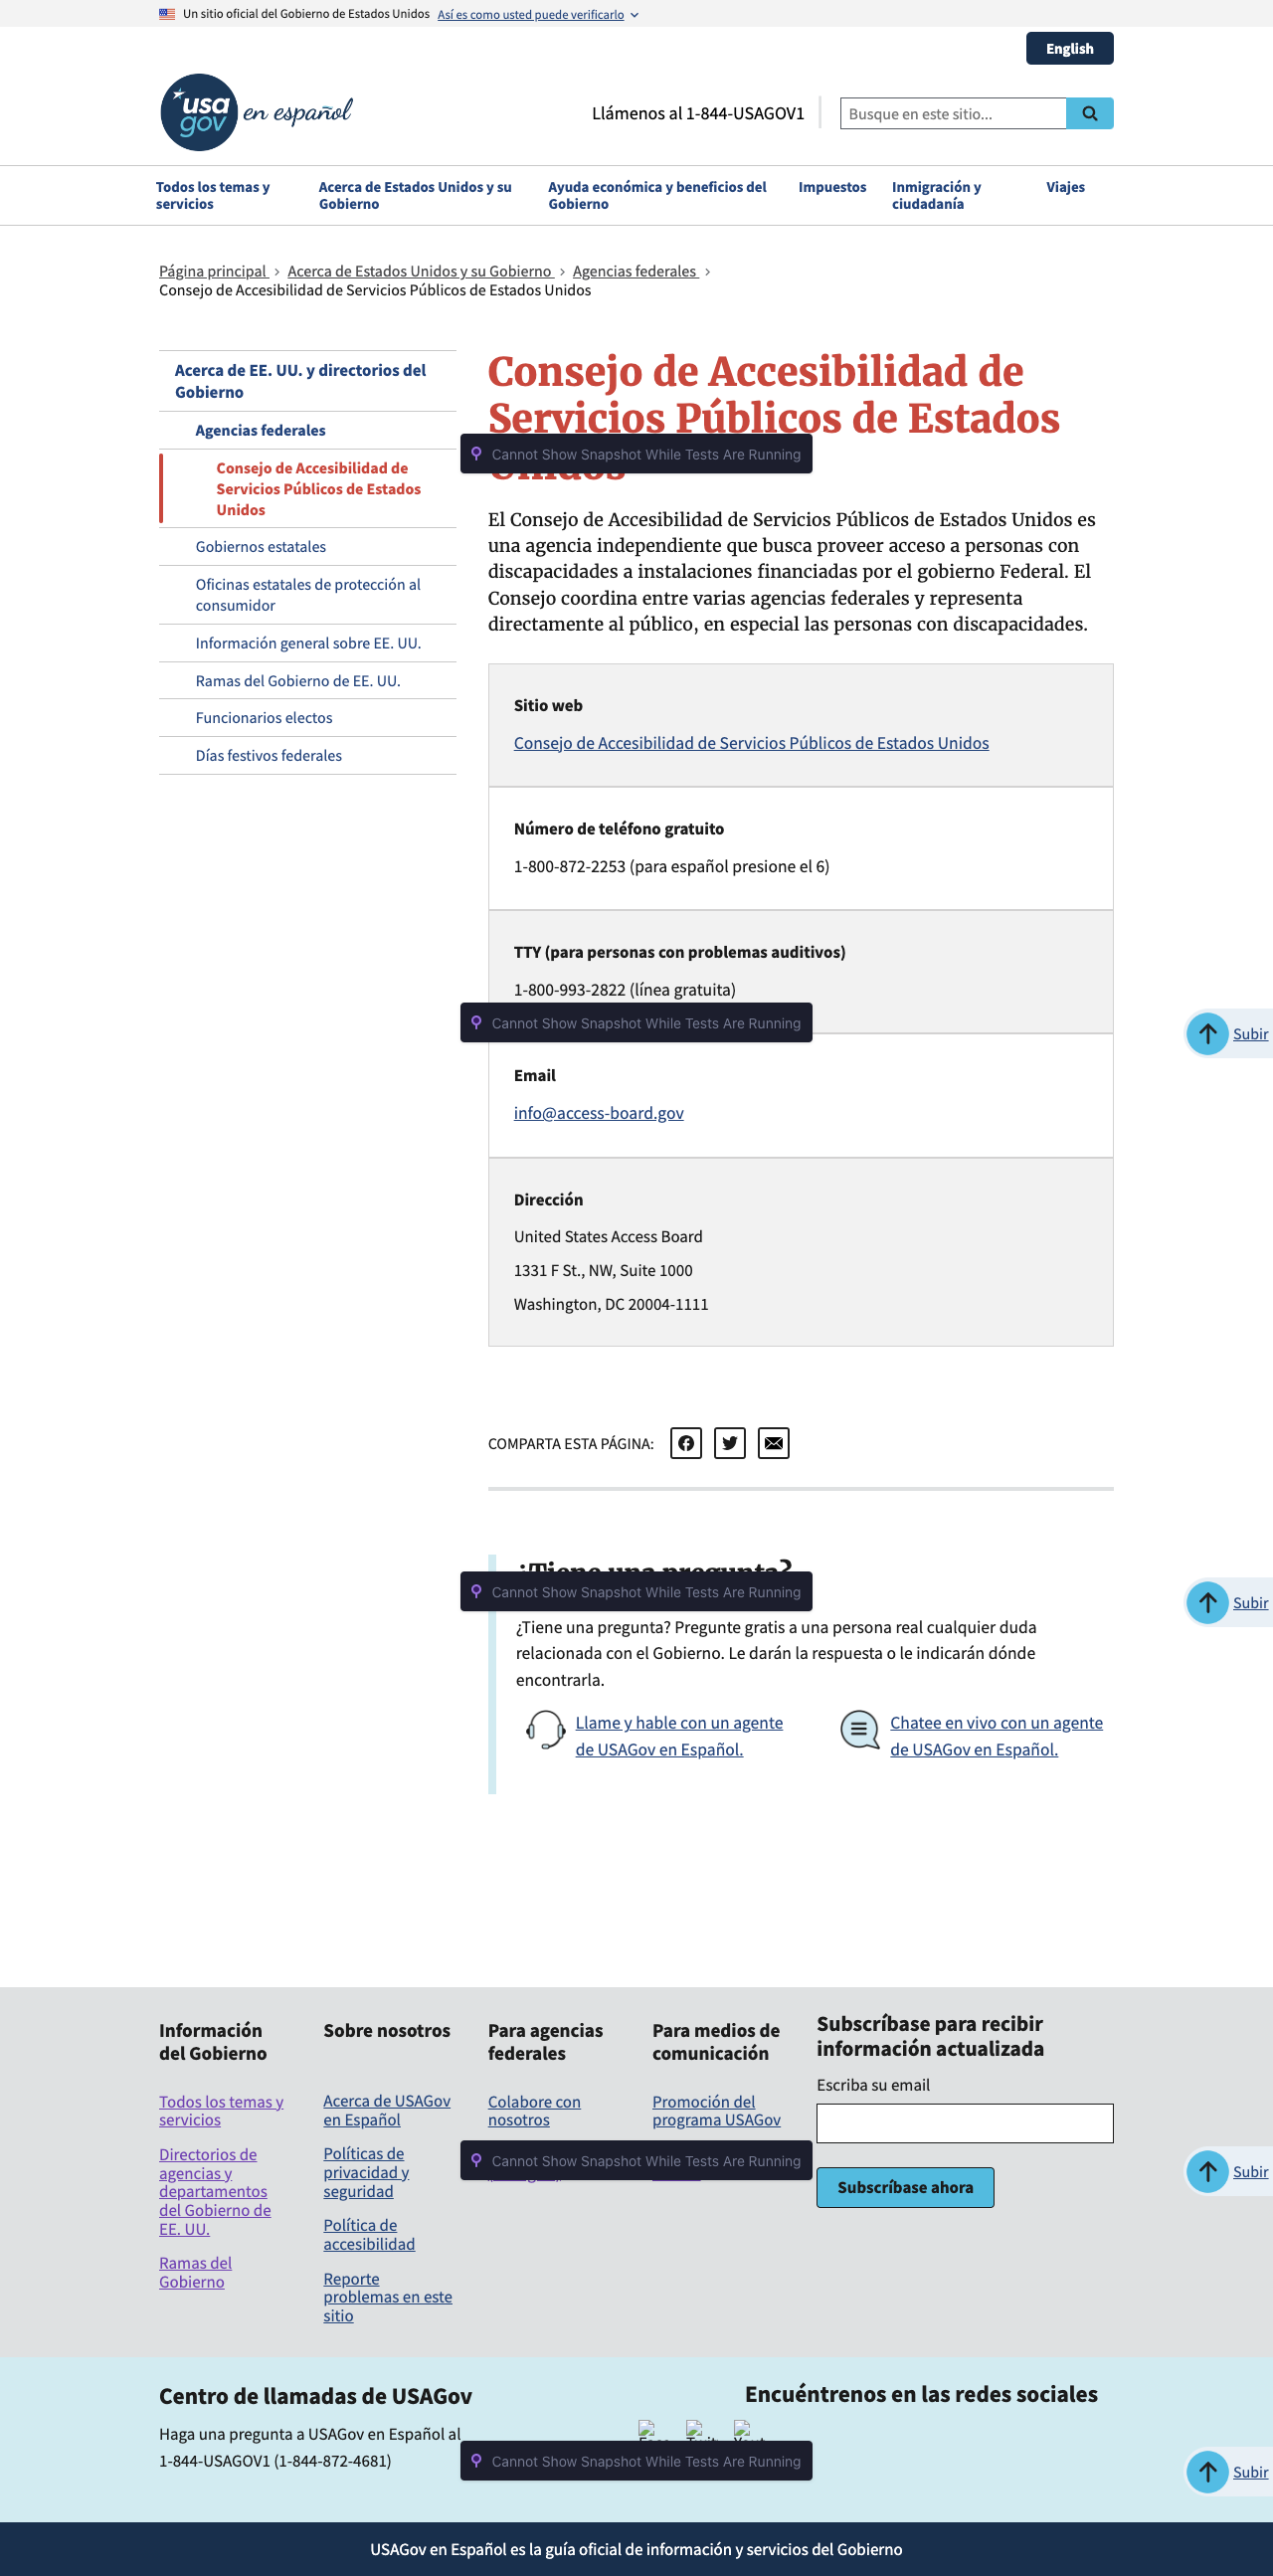 Un sitio oficial del Gobierno de Estados Unidos Así es como usted puede verificarlo
English
usa gov en español
Llámenos al 1-844-USAGOV1
Busque en este sitio...
Todos los temas y servicios
Acerca de Estados Unidos y su Gobierno
Ayuda económica y beneficios del Gobierno
Impuestos
Inmigración y ciudadanía
Viajes
Página principal > Acerca de Estados Unidos y su Gobierno > Agencias federales >
Consejo de Accesibilidad de Servicios Públicos de Estados Unidos
Acerca de EE. UU. y directorios del
Gobierno
Agencias federales
Consejo de Accesibilidad de
Servicios Públicos de Estados
Unidos
Gobiernos estatales
Oficinas estatales de protección al
consumidor
Información general sobre EE. UU.
Ramas del Gobierno de EE. UU.
Funcionarios electos
Días festivos federales
Consejo de Accesibilidad de
Servicios Públicos de Estados
Unidos
Cannot Show Snapshot While Tests Are Running
El Consejo de Accesibilidad de Servicios Públicos de Estados Unidos es
una agencia independiente que busca proveer acceso a personas con
discapacidades a instalaciones financiadas por el gobierno Federal. El
Consejo coordina entre varias agencias federales y representa
directamente al público, en especial las personas con discapacidades.
Sitio web
Consejo de Accesibilidad de Servicios Públicos de Estados Unidos
Número de teléfono gratuito
1-800-872-2253 (para español presione el 6)
TTY (para personas con problemas auditivos)
1-800-993-2822 (línea gratuita)
Cannot Show Snapshot While Tests Are Running
Subir
Email
info@access-board.gov
Dirección
United States Access Board
1331 F St., NW, Suite 1000
Washington, DC 20004-1111
COMPARTA ESTA PÁGINA:
¿Tiene una pregunta?
Cannot Show Snapshot While Tests Are Running
Subir
¿Tiene una pregunta? Pregunte gratis a una persona real cualquier duda
relacionada con el Gobierno. Le darán la respuesta o le indicarán dónde
encontrarla.
Llame y hable con un agente
de USAGov en Español.
Chatee en vivo con un agente
de USAGov en Español.
Información
del Gobierno
Todos los temas y
servicios
Directorios de
agencias y
departamentos
del Gobierno de
EE. UU.
Ramas del
Gobierno
Sobre nosotros
Acerca de USAGov
en Español
Políticas de
privacidad y
seguridad
Política de
accesibilidad
Reporte
problemas en este
sitio
Para agencias
federales
Colabore con
nosotros
Para medios de
comunicación
Promoción del
programa USAGov
Cannot Show Snapshot While Tests Are Running
Subscríbase para recibir
información actualizada
Escriba su email
Subscríbase ahora
Subir
Centro de llamadas de USAGov
Haga una pregunta a USAGov en Español al
1-844-USAGOV1 (1-844-872-4681)
Encuéntrenos en las redes sociales
Cannot Show Snapshot While Tests Are Running
Subir
USAGov en Español es la guía oficial de información y servicios del Gobierno